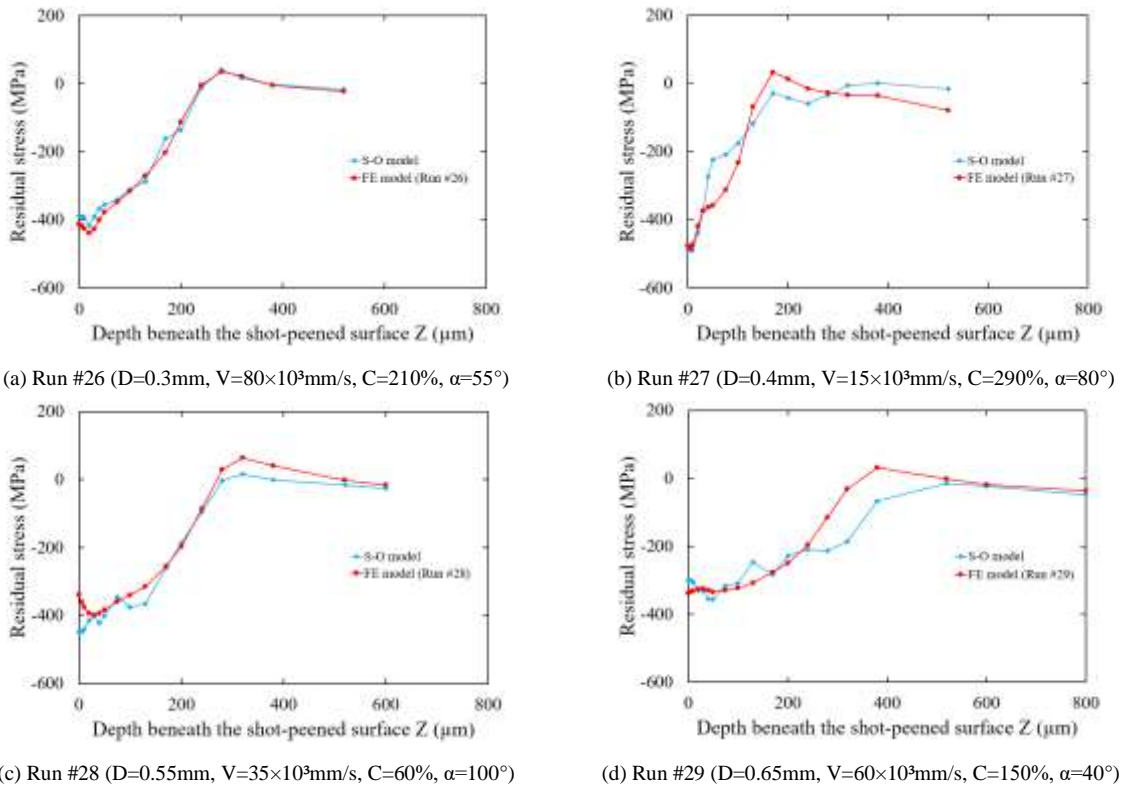 200
0
-200
-400
-600
Residual stress (MPa)
S-O model
FE model (Run #26)
0 200 400 600 800
Depth beneath the shot-peened surface Z (µm)
(a) Run #26 (D=0.3mm, V=80×10³mm/s, C=210%, α=55°)
200
0
-200
-400
-600
Residual stress (MPa)
S-O model
FE model (Run #27)
0 200 400 600 800
Depth beneath the shot-peened surface Z (µm)
(b) Run #27 (D=0.4mm, V=15×10³mm/s, C=290%, α=80°)
200
0
-200
-400
-600
Residual stress (MPa)
S-O model
FE model (Run #28)
0 200 400 600 800
Depth beneath the shot-peened surface Z (µm)
(c) Run #28 (D=0.55mm, V=35×10³mm/s, C=60%, α=100°)
200
0
-200
-400
-600
Residual stress (MPa)
S-O model
FE model (Run #29)
0 200 400 600 800
Depth beneath the shot-peened surface Z (µm)
(d) Run #29 (D=0.65mm, V=60×10³mm/s, C=150%, α=40°)